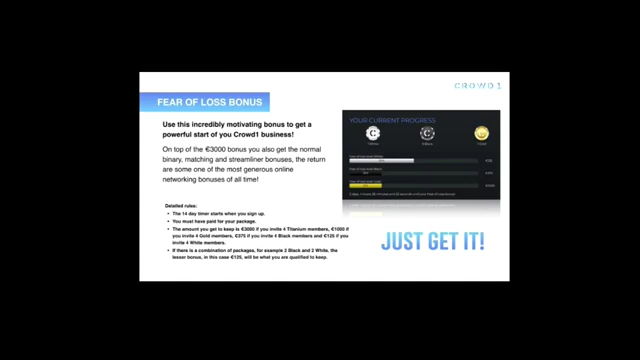 CROWD1
FEAR OF LOSS BONUS
Use this incredibly motivating bonus to get a
powerful start of you Crowd1 business!
On top of the €3000 bonus you also get the normal
binary, matching and streamliner bonuses, the return
are some one of the most generous online
networking bonuses of all time!
Detailed rules:
• The 14 day timer starts when you sign up.
• You must have paid for your package.
• The amount you get to keep is €3000 if you invite 4 Titanium members, €1000 if
you invite 4 Gold members, €375 if you invite 4 Black members and €125 if you
invite 4 White members.
• If there is a combination of packages, for example 2 Black and 2 White, the
lesser bonus, in this case €125, will be what you are qualified to keep.
YOUR CURRENT PROGRESS
JUST GET IT!